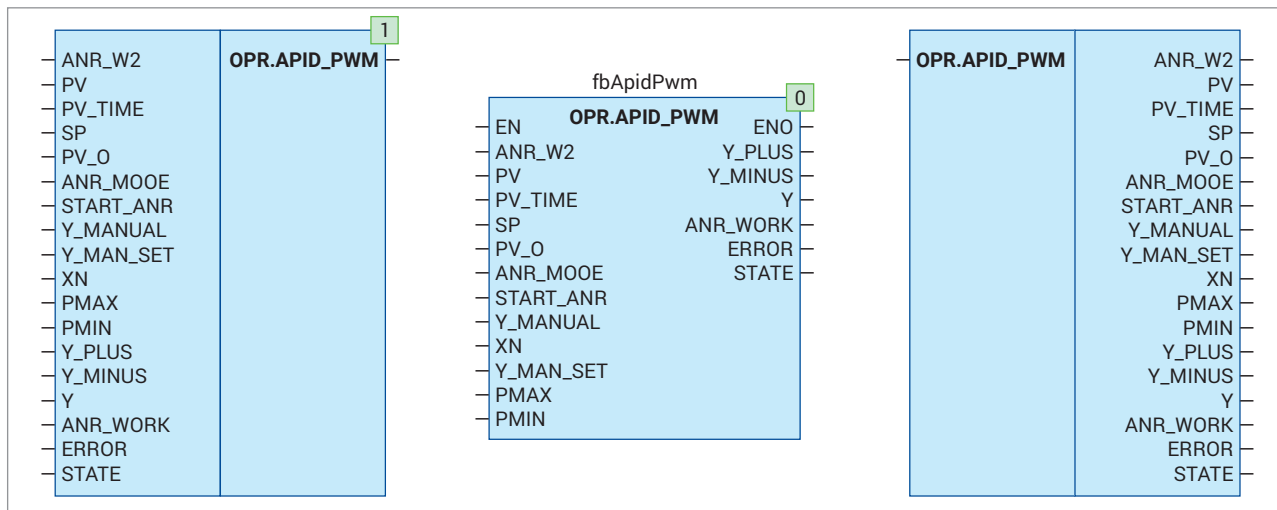 1
ANR_W2 OPR.APID_PWM
PV
PV_TIME
SP
PV_O
ANR_MOOE
START_ANR
Y_MANUAL
Y_MAN_SET
XN
PMAX
PMIN
Y_PLUS
Y_MINUS
Y
ANR_WORK
ERROR
STATE
fbApidPwm
0
OPR.APID_PWM
EN ENO
ANR_W2 Y_PLUS
PV Y_MINUS
PV_TIME Y
SP ANR_WORK
PV_O ERROR
ANR_MOOE STATE
START_ANR
Y_MANUAL
XN
Y_MAN_SET
PMAX
PMIN
OPR.APID_PWM ANR_W2
PV
PV_TIME
SP
PV_O
ANR_MOOE
START_ANR
Y_MANUAL
Y_MAN_SET
XN
PMAX
PMIN
Y_PLUS
Y_MINUS
Y
ANR_WORK
ERROR
STATE